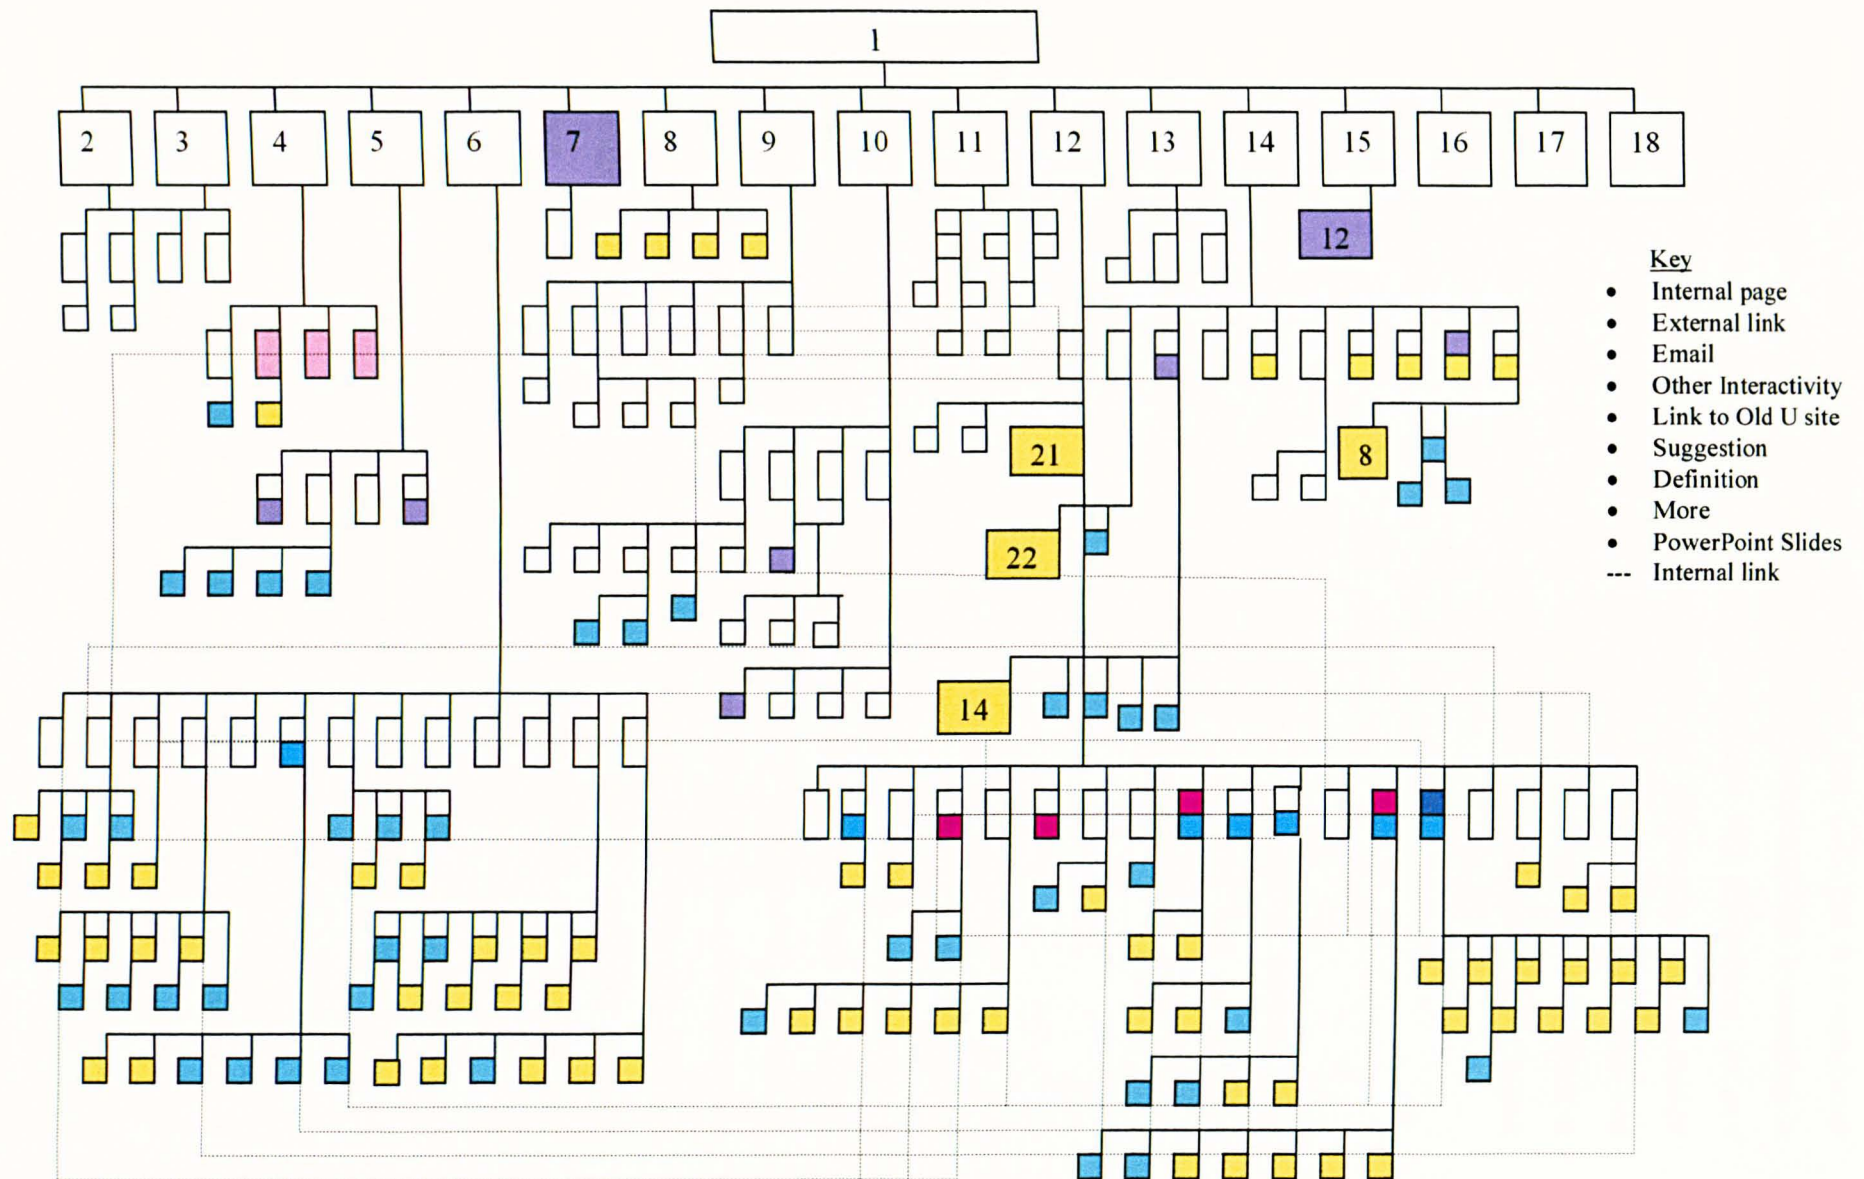 1
2 3 4 5 6 7 8 9 10 11 12 13 14 15 16 17 18
12
Key
• Internal page
• External link
• Email
• Other Interactivity
• Link to Old U site
• Suggestion
• Definition
• More
• PowerPoint Slides
--- Internal link
21
8
22
14